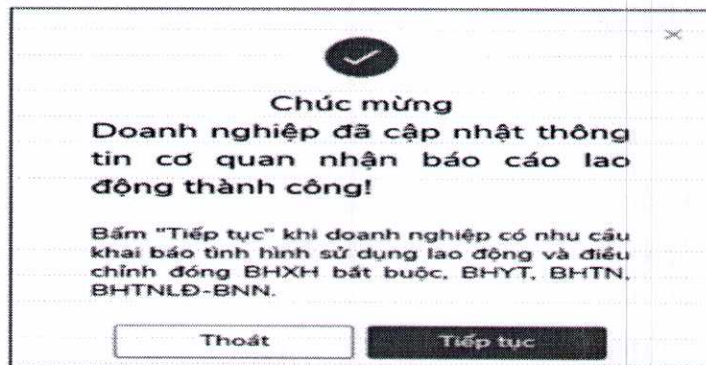 Chúc mừng
Doanh nghiệp đã cập nhật thông
tin cơ quan nhận báo cáo lao
động thành công!
Bấm "Tiếp tục" khi doanh nghiệp có nhu cầu
khai báo tình hình sử dụng lao động và điều
chỉnh đóng BHXH bắt buộc, BHYT, BHTN,
BHTNLĐ-BNN.
Thoát
Tiếp tục